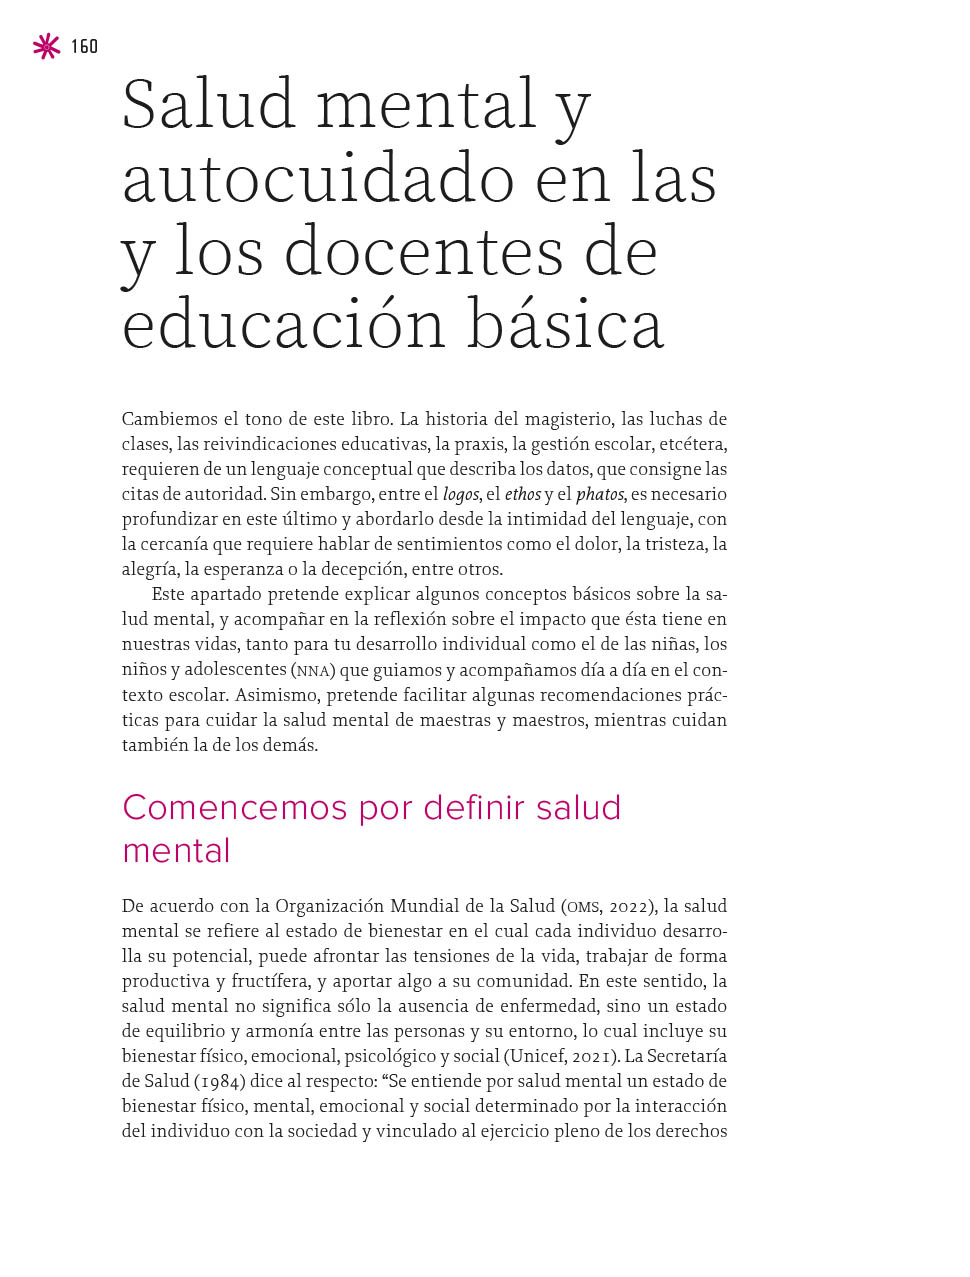 160
Salud mental y
autocuidado en las
y los docentes de
educación básica
Cambiemos el tono de este libro. La historia del magisterio, las luchas de
clases, las reivindicaciones educativas, la praxis, la gestión escolar, etcétera,
requieren de un lenguaje conceptual que describa los datos, que consigne las
citas de autoridad. Sin embargo, entre el logos, el ethos y el phatos, es necesario
profundizar en este último y abordarlo desde la intimidad del lenguaje, con
la cercanía que requiere hablar de sentimientos como el dolor, la tristeza, la
alegría, la esperanza o la decepción, entre otros.
Este apartado pretende explicar algunos conceptos básicos sobre la sa-
lud mental, y acompañar en la reflexión sobre el impacto que ésta tiene en
nuestras vidas, tanto para tu desarrollo individual como el de las niñas, los
niños y adolescentes (NNA) que guiamos y acompañamos día a día en el con-
texto escolar. Asimismo, pretende facilitar algunas recomendaciones prác-
ticas para cuidar la salud mental de maestras y maestros, mientras cuidan
también la de los demás.
Comencemos por definir salud
mental
De acuerdo con la Organización Mundial de la Salud (OMS, 2022), la salud
mental se refiere al estado de bienestar en el cual cada individuo desarro-
lla su potencial, puede afrontar las tensiones de la vida, trabajar de forma
productiva y fructífera, y aportar algo a su comunidad. En este sentido, la
salud mental no significa sólo la ausencia de enfermedad, sino un estado
de equilibrio y armonía entre las personas y su entorno, lo cual incluye su
bienestar físico, emocional, psicológico y social (Unicef, 2021). La Secretaría
de Salud (1984) dice al respecto: “Se entiende por salud mental un estado de
bienestar físico, mental, emocional y social determinado por la interacción
del individuo con la sociedad y vinculado al ejercicio pleno de los derechos